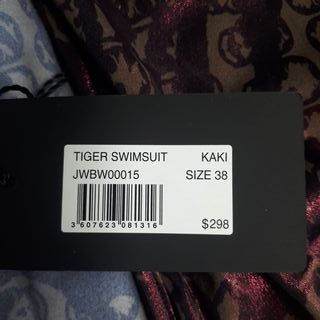 TIGER SWIMSUIT KAKI
JWBW00015 SIZE 38
3 607623 081316
$298